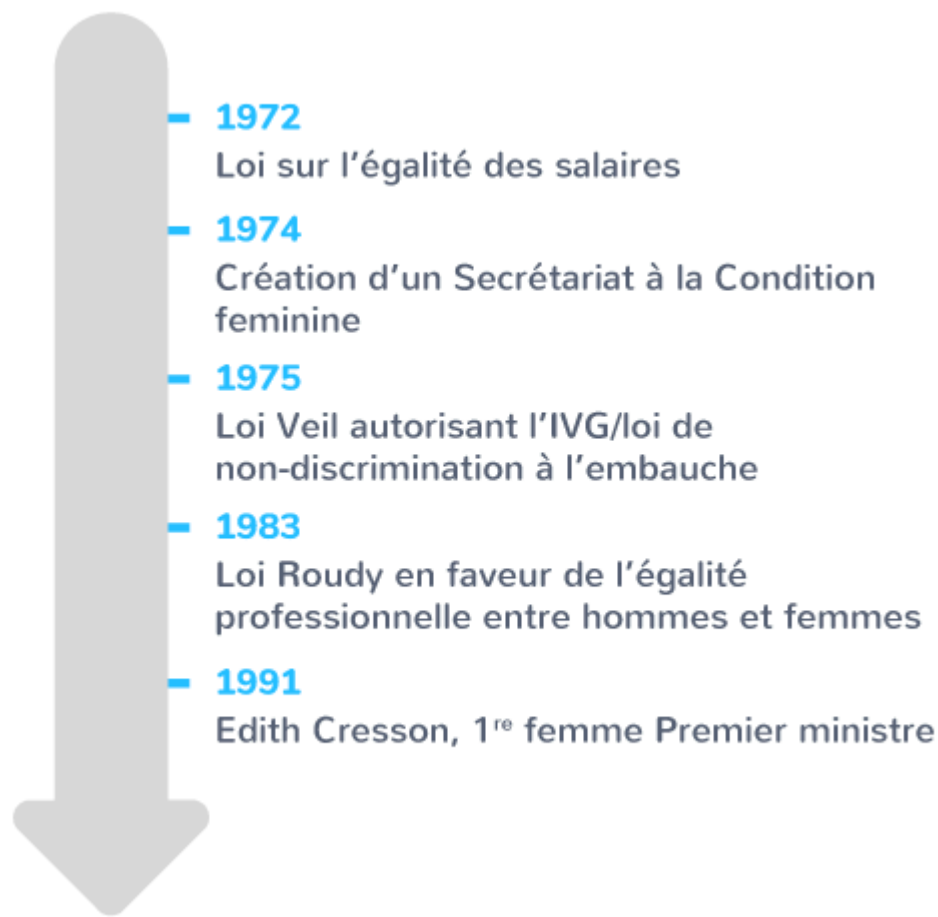 1972
Loi sur l’égalité des salaires
1974
Création d’un Secrétariat à la Condition
feminine
1975
Loi Veil autorisant l’IVG/loi de
non-discrimination à l’embauche
1983
Loi Roudy en faveur de l’égalité
professionnelle entre hommes et femmes
1991
Edith Cresson, 1re femme Premier ministre